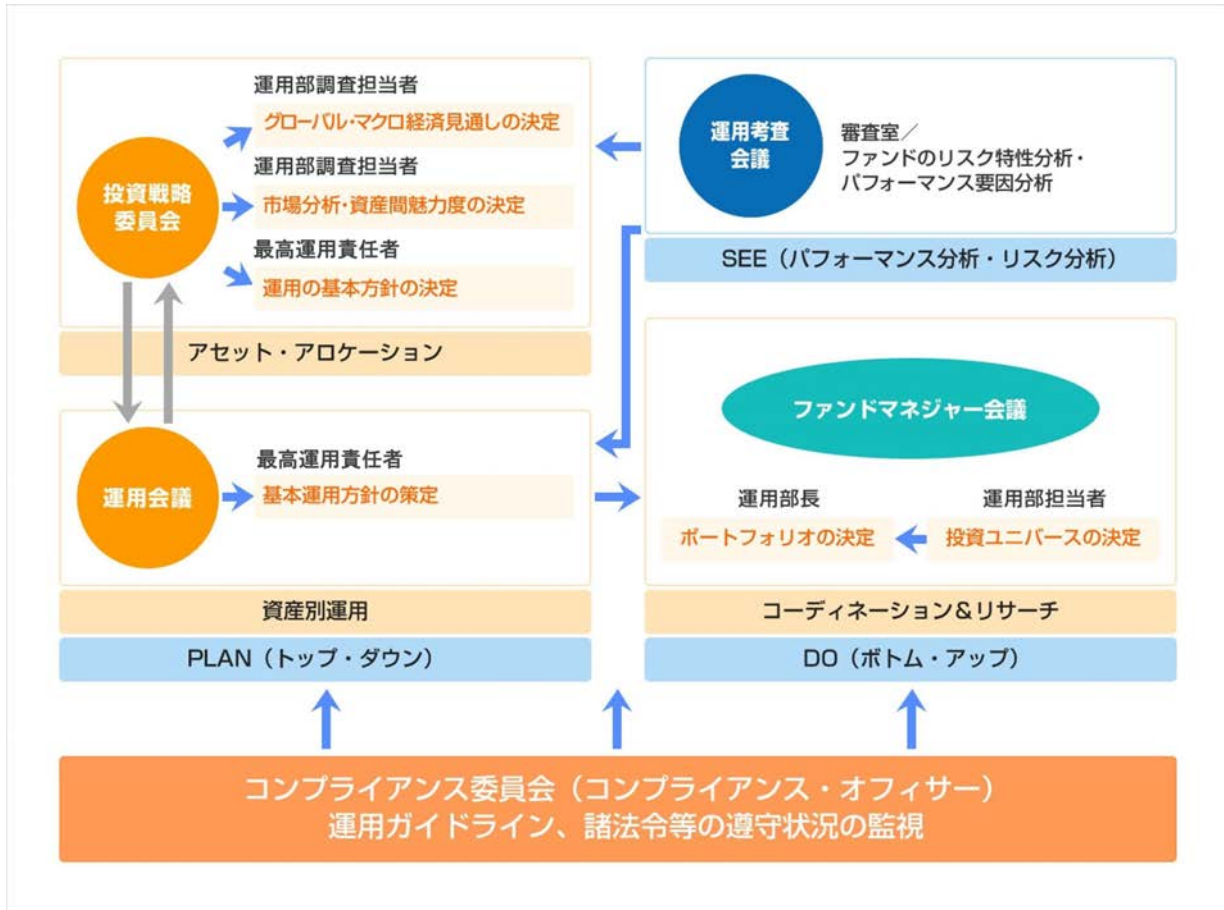 運用部調査担当者
グローバル・マクロ経済見通しの決定
運用部調査担当者
市場分析・資産間魅力度の決定
最高運用責任者
運用の基本方針の決定
投資戦略
委員会
アセット・アロケーション
運用考査
会議
審査室／
ファンドのリスク特性分析・
パフォーマンス要因分析
SEE（パフォーマンス分析・リスク分析）
運用会議
最高運用責任者
基本運用方針の策定
資産別運用
PLAN（トップ・ダウン）
ファンドマネジャー会議
運用部長
ポートフォリオの決定
運用部担当者
投資ユニバースの決定
コーディネーション＆リサーチ
DO（ボトム・アップ）
コンプライアンス委員会（コンプライアンス・オフィサー）
運用ガイドライン、諸法令等の遵守状況の監視